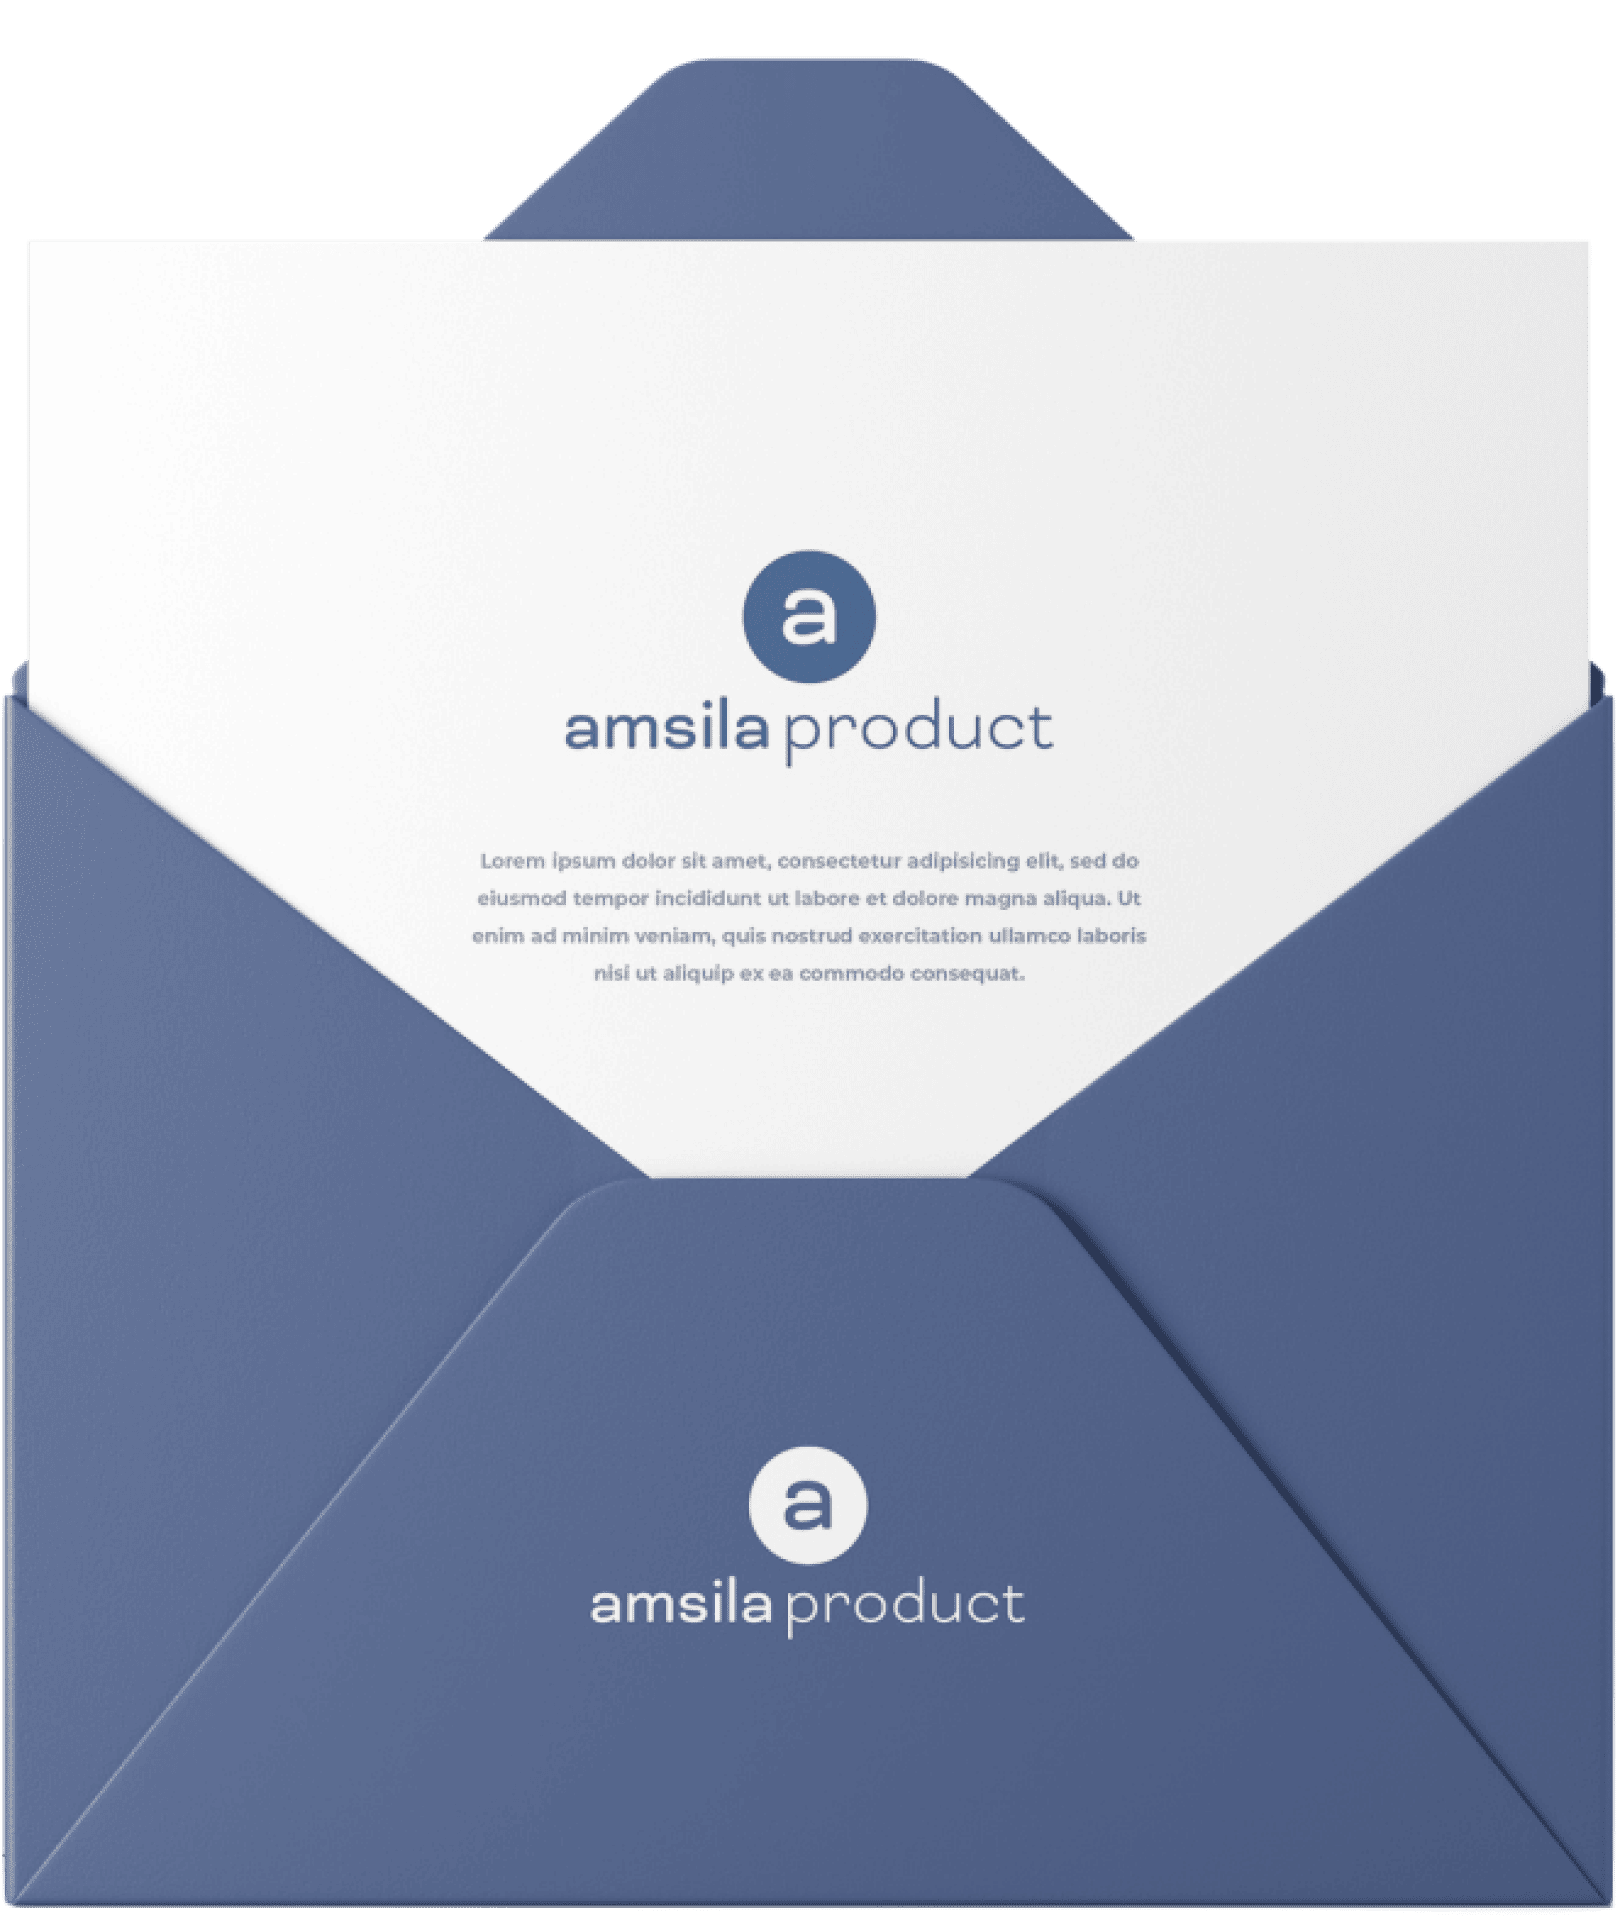 a
amsila product
Lorem ipsum dolor sit amet, consectetur adipisicing elit, sed do
eiusmod tempor incididunt ut labore et dolore magna aliqua. Ut
enim ad minim veniam, quis nostrud exercitation ullamco laboris
nisi ut aliquip ex ea commodo consequat.
a
amsila product